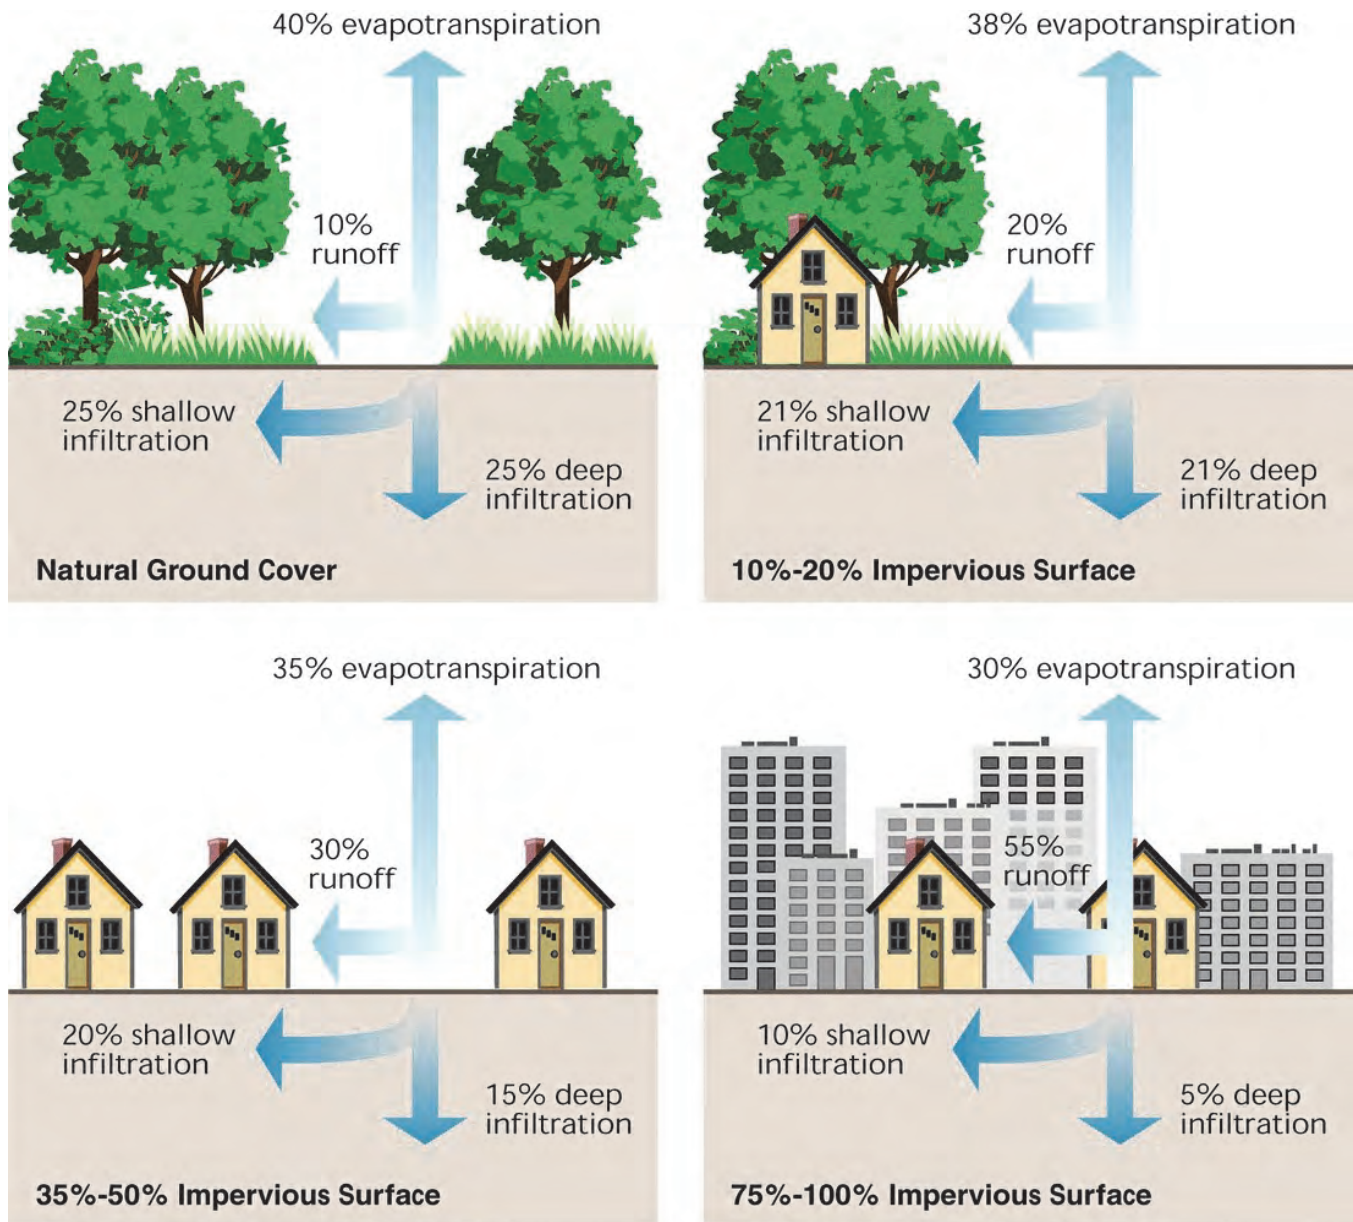 40% evapotranspiration
10%
runoff
25% shallow
infiltration
25% deep
infiltration
Natural Ground Cover
38% evapotranspiration
20%
runoff
21% shallow
infiltration
21% deep
infiltration
10%-20% Impervious Surface
35% evapotranspiration
30%
runoff
20% shallow
infiltration
15% deep
infiltration
35%-50% Impervious Surface
30% evapotranspiration
55%
runoff
10% shallow
infiltration
5% deep
infiltration
75%-100% Impervious Surface